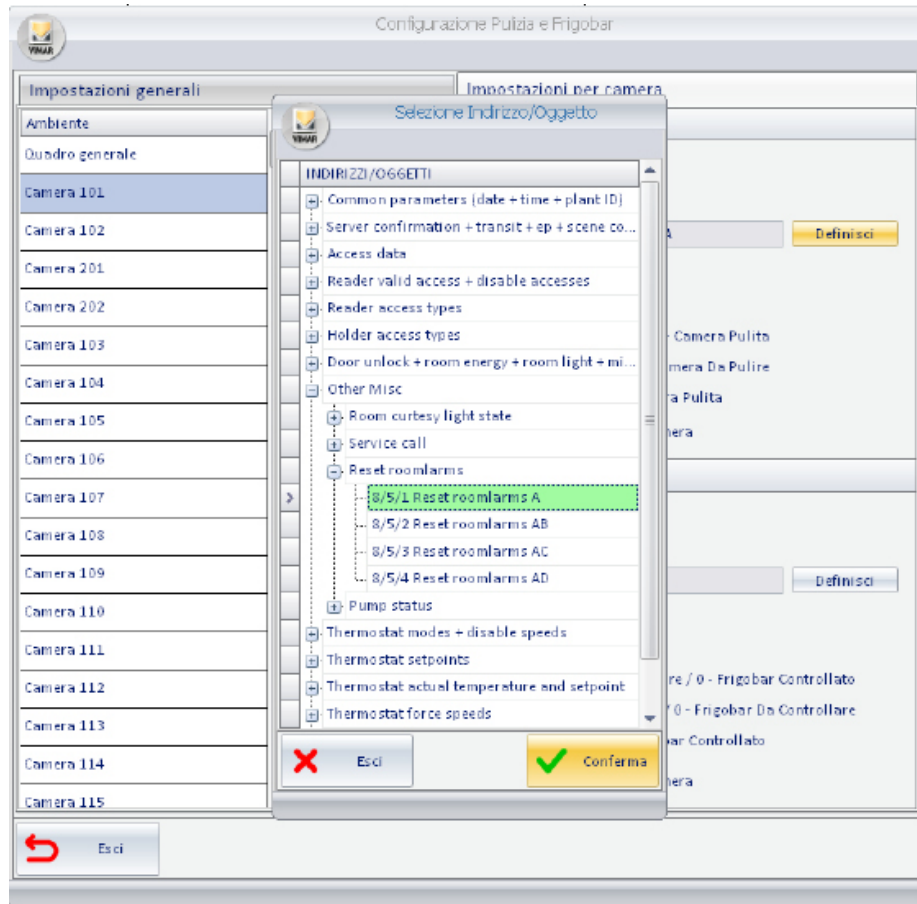 Configurazione Pulizia e Frigobar
VIMAR
Impostazioni generali
Impostazioni per camera
Ambiente
Quadro generale
Camera 101
Camera 102
Camera 201
Camera 202
Camera 103
Camera 104
Camera 105
Camera 106
Camera 107
Camera 108
Camera 109
Camera 110
Camera 111
Camera 112
Camera 113
Camera 114
Camera 115
Selezione Indirizzo/Oggetto
VIMAR
INDIRIZZI/OGGETTI
Common parameters (date + time + plant ID)
Server confirmation + transit + ep + scene co...
Access data
Reader valid access + disable accesses
Reader access types
Holder access types
Door unlock + room energy + room light + mi...
Other Misc
Room curtesy light state
Service call
Reset roomlarms
8/5/1 Reset roomlarms A
8/5/2 Reset roomlarms AB
8/5/3 Reset roomlarms AC
8/5/4 Reset roomlarms AD
Pump status
Thermostat modes + disable speeds
Thermostat setpoints
Thermostat actual temperature and setpoint
Thermostat force speeds
Esci
Conferma
A
Definisci
- Camera Pulita
mera Da Pulire
ra Pulita
nera
Definisci
re / 0 - Frigobar Controllato
/ 0 - Frigobar Da Controllare
bar Controllato
nera
Esci